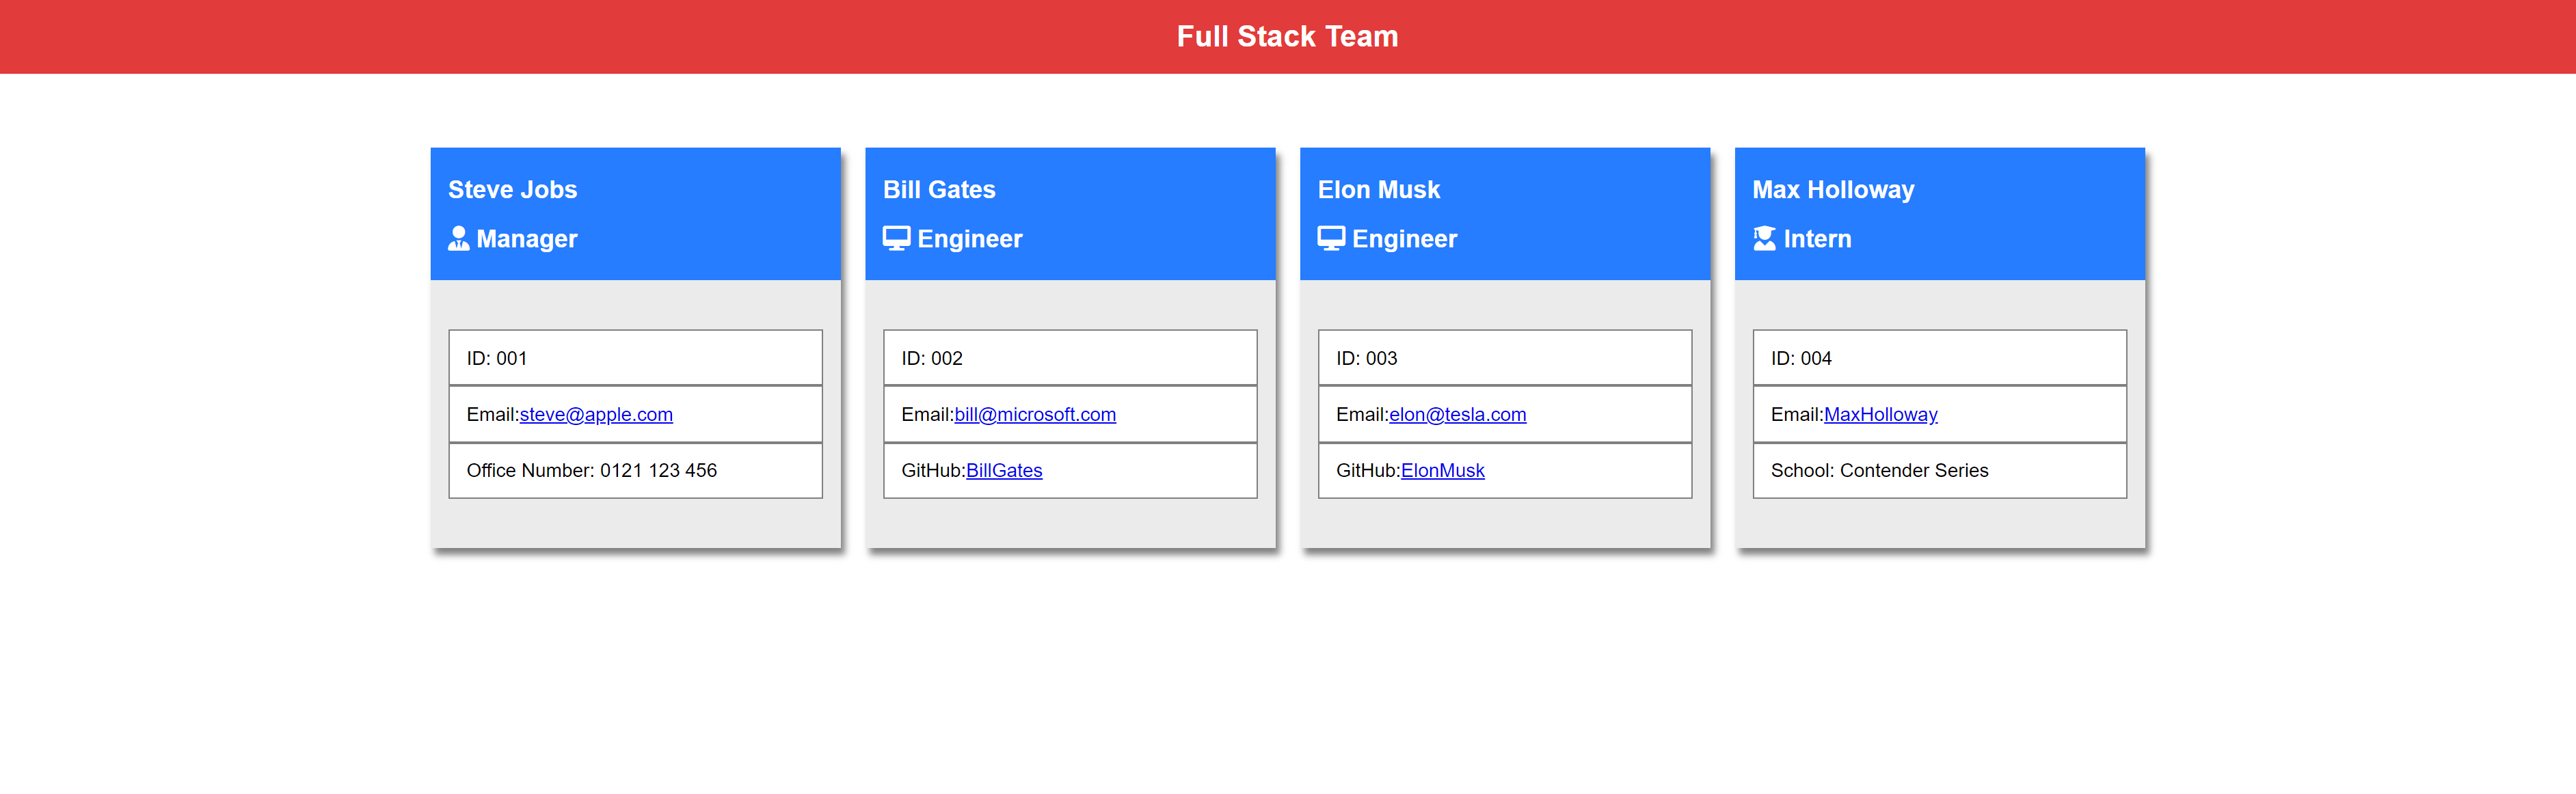 Full Stack Team
Steve Jobs
Manager
ID: 001
Email:steve@apple.com
Office Number: 0121 123 456
Bill Gates
Engineer
ID: 002
Email:bill@microsoft.com
GitHub:BillGates
Elon Musk
Engineer
ID: 003
Email:elon@tesla.com
GitHub:ElonMusk
Max Holloway
Intern
ID: 004
Email:MaxHolloway
School: Contender Series